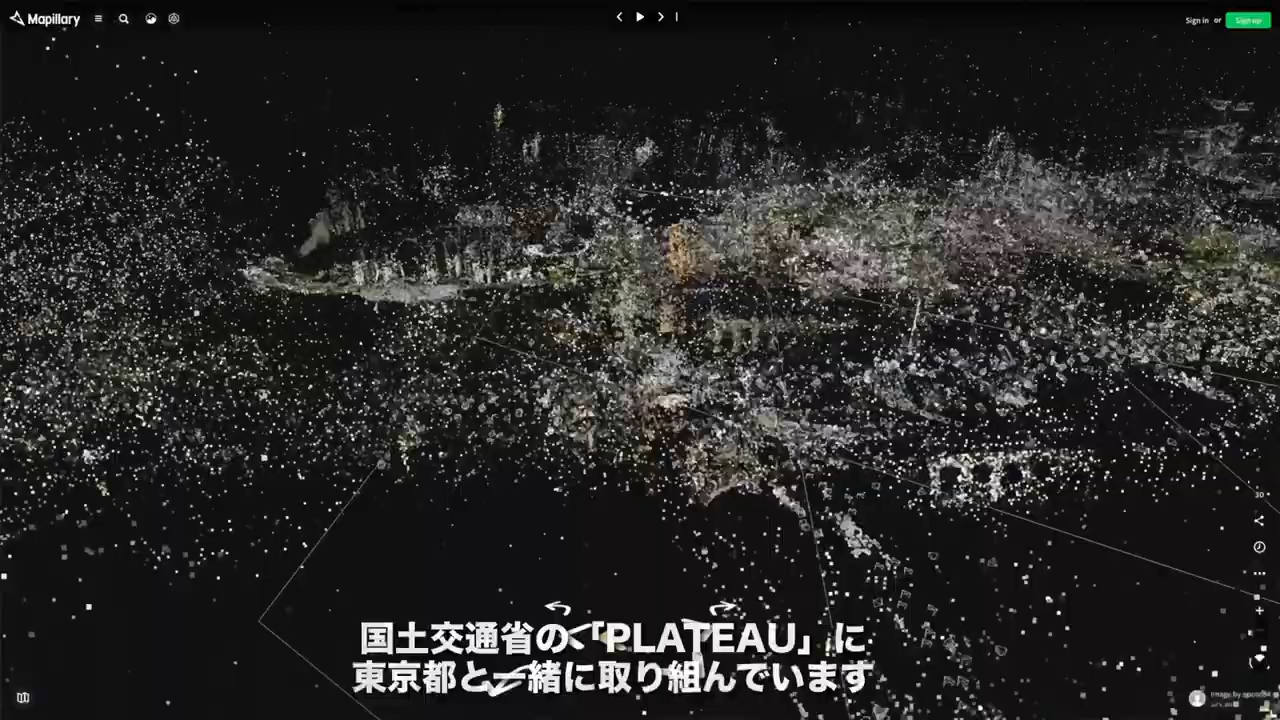 Mapillary
Sign in or Sign up
3D
国土交通省の「PLATEAU」に
東京都と一緒に取り組んでいます